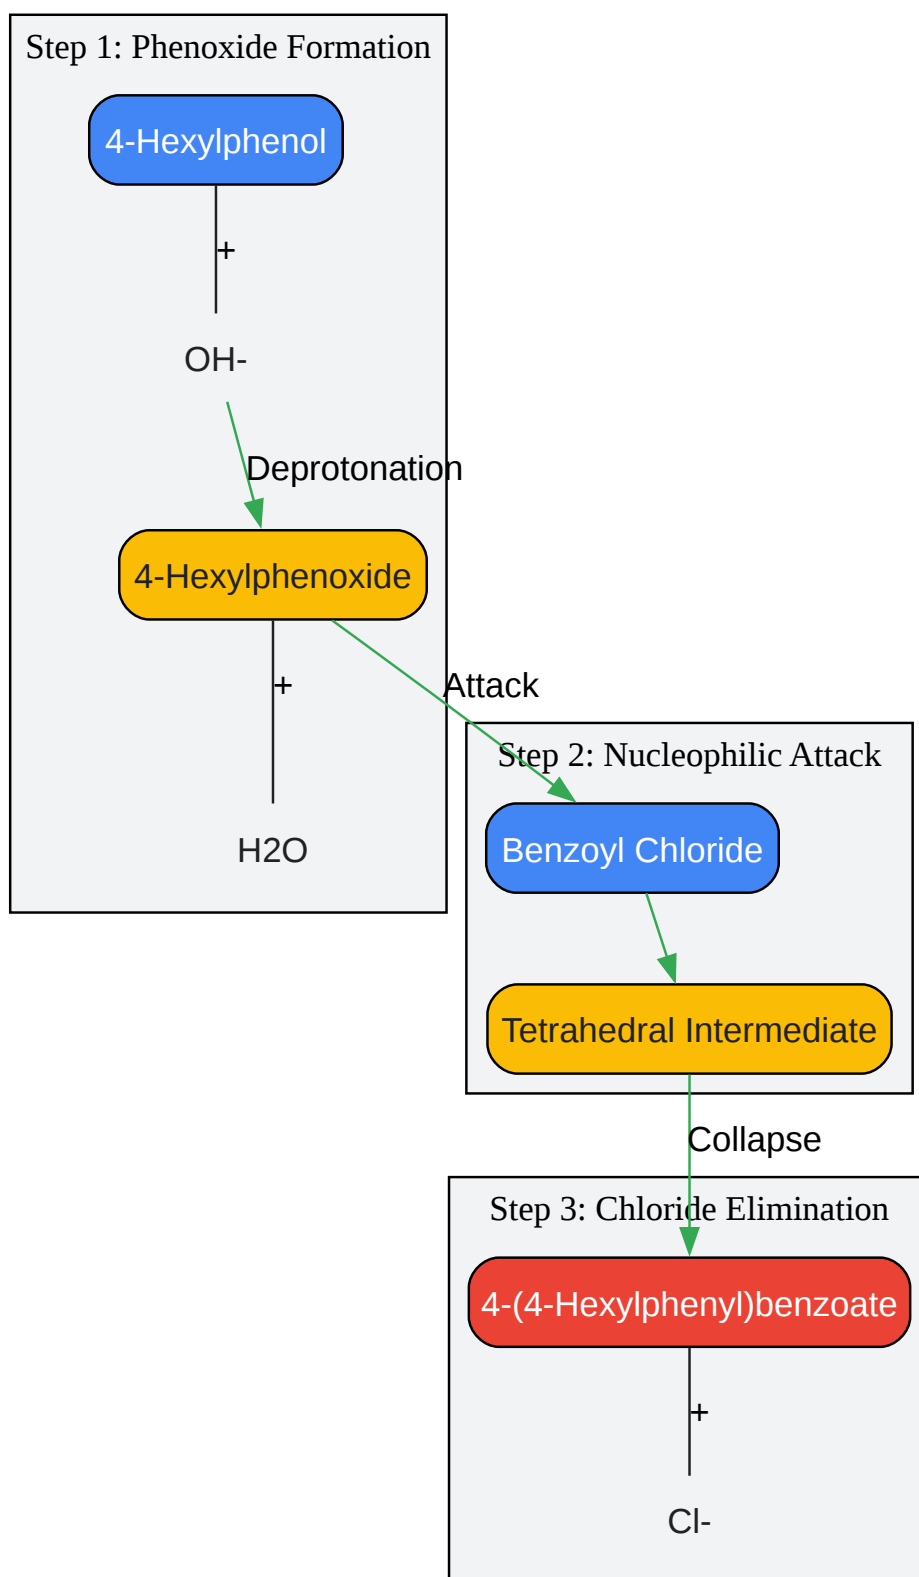 Step 1: Phenoxide Formation
4-Hexylphenol
+
OH-
Deprotonation
4-Hexylphenoxide
+
H2O
Attack
Step 2: Nucleophilic Attack
Benzoyl Chloride
Tetrahedral Intermediate
Collapse
Step 3: Chloride Elimination
4-(4-Hexylphenyl)benzoate
+
Cl-